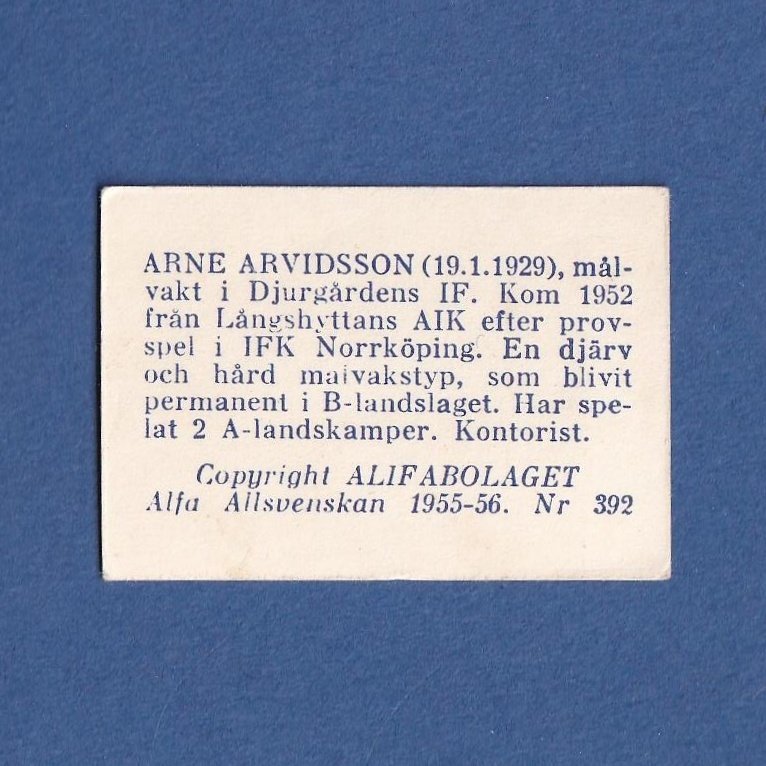 ARNE ARVIDSSON (19.1.1929), mål-
vakt i Djurgårdens IF. Kom 1952
från Långshyttans AIK efter prov-
spel i IFK Norrköping. En djärv
och hård malvakstyp, som blivit
permanent i B-landslaget. Har spe-
lat 2 A-landskamper. Kontorist.
Copyright ALIFABOLAGET
Alfa Allsvenskan 1955-56. Nr 392